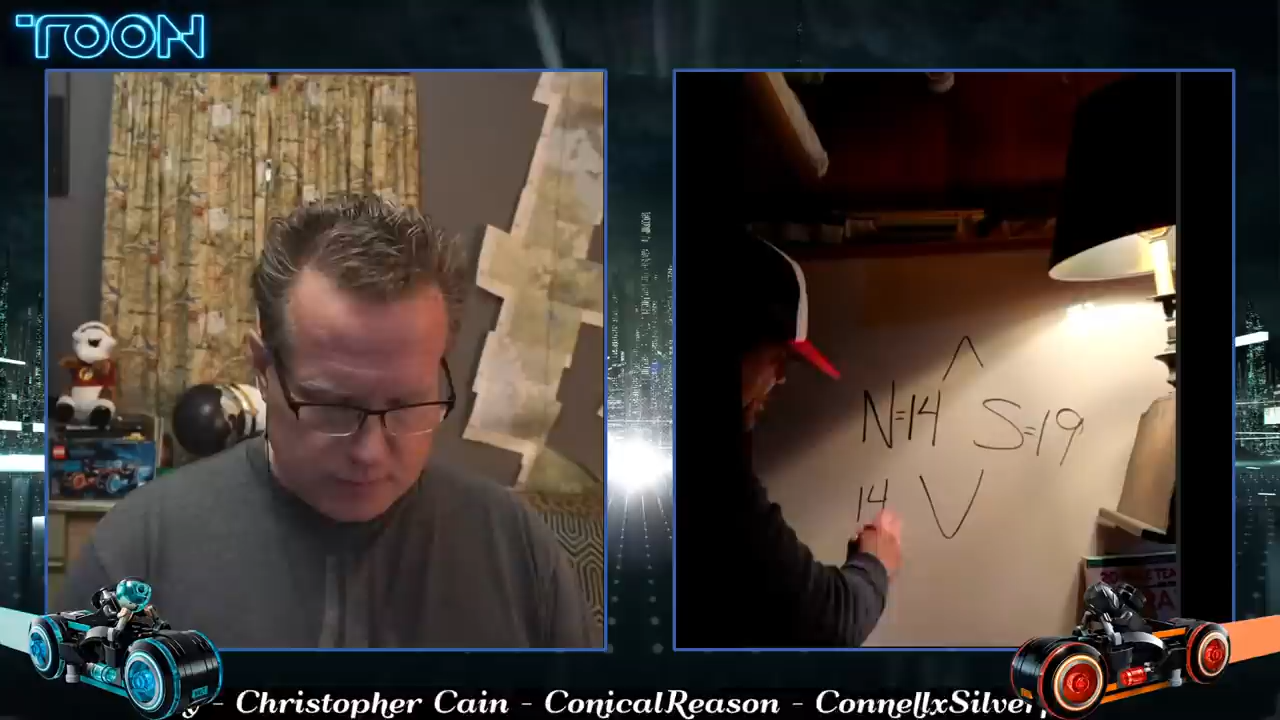 TOON
^
N=14 S=19
14 V
- Christopher Cain - ConicalReason - ConnellxSilver